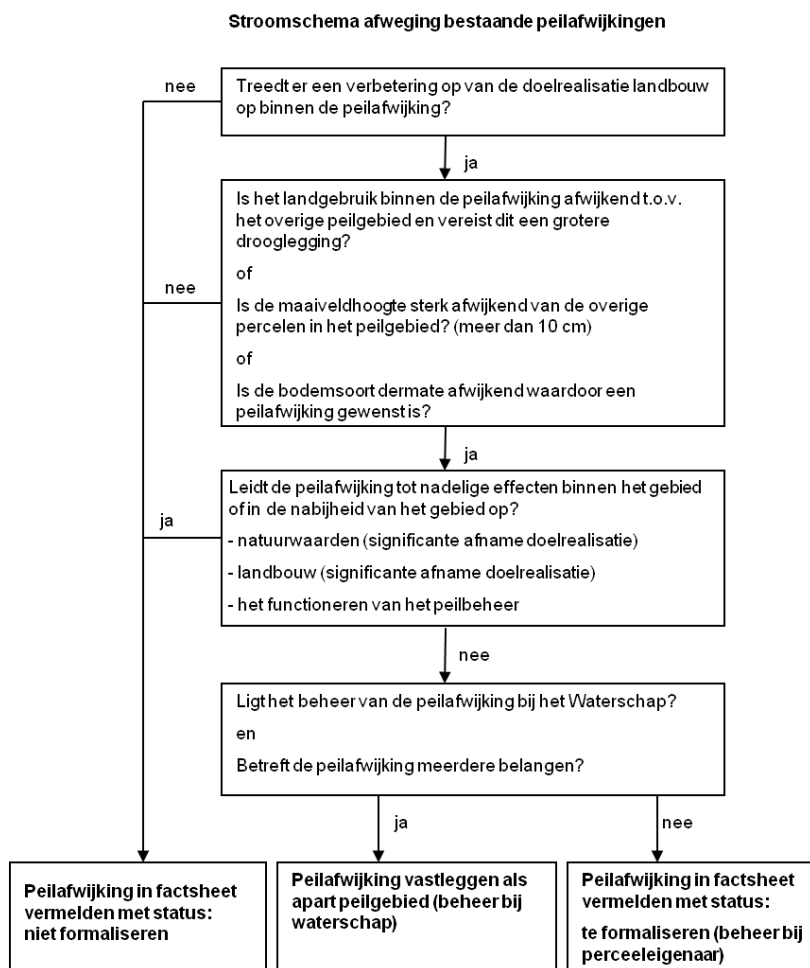 Stroomschema afweging bestaande peilafwijkingen
nee
Treedt er een verbetering op van de doelrealisatie landbouw
op binnen de peilafwijking?
ja
Is het landgebruik binnen de peilafwijking afwijkend t.o.v.
het overige peilgebied en vereist dit een grotere
drooglegging?
of
nee
Is de maaiveldhoogte sterk afwijkend van de overige
percelen in het peilgebied? (meer dan 10 cm)
of
Is de bodemsoort dermate afwijkend waardoor een
peilafwijking gewenst is?
ja
Leidt de peilafwijking tot nadelige effecten binnen het gebied
of in de nabijheid van het gebied op?
ja
- natuurwaarden (significante afname doelrealisatie)
- landbouw (significante afname doelrealisatie)
- het functioneren van het peilbeheer
nee
Ligt het beheer van de peilafwijking bij het Waterschap?
en
Betreft de peilafwijking meerdere belangen?
ja
nee
Peilafwijking in factsheet
vermelden met status:
niet formaliseren
Peilafwijking vastleggen als
apart peilgebied (beheer bij
waterschap)
Peilafwijking in factsheet
vermelden met status:
te formaliseren (beheer bij
perceeleigenaar)